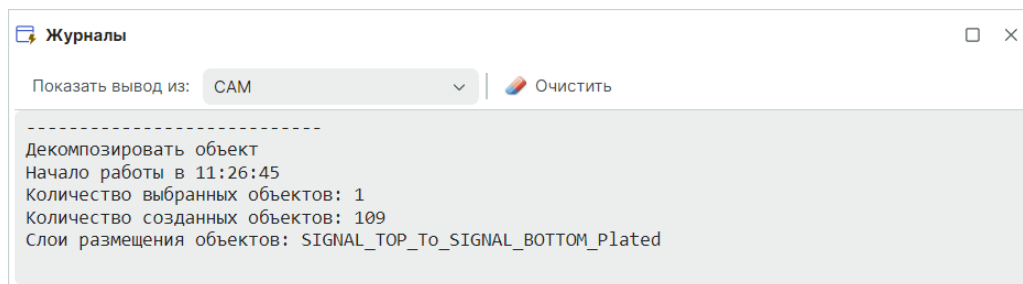 Журналы
Показать вывод из: CAM Очистить
----------------------------
Декомпозировать объект
Начало работы в 11:26:45
Количество выбранных объектов: 1
Количество созданных объектов: 109
Слои размещения объектов: SIGNAL_TOP_To_SIGNAL_BOTTOM_Plated